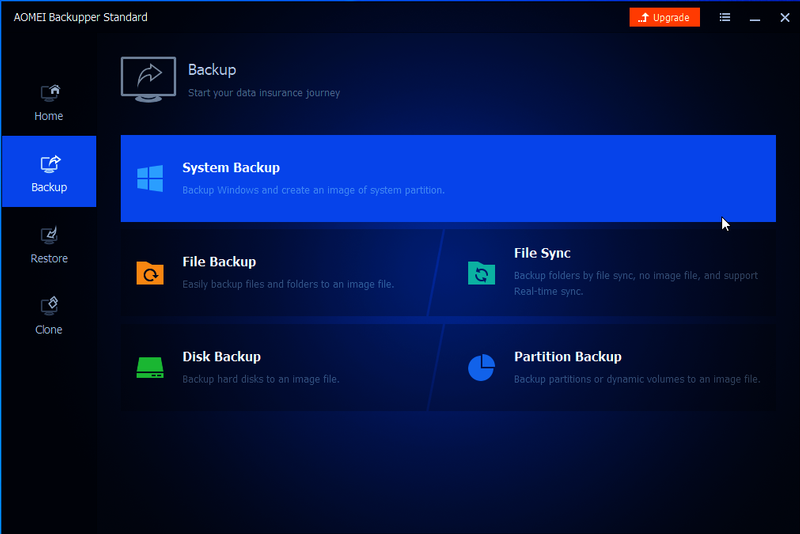 AOMEI Backupper Standard
Upgrade
Home
Backup
Restore
Clone
Backup
Start your data insurance journey
System Backup
Backup Windows and create an image of system partition.
File Backup
Easily backup files and folders to an image file.
File Sync
Backup folders by file sync, no image file, and support
Real-time sync.
Disk Backup
Backup hard disks to an image file.
Partition Backup
Backup partitions or dynamic volumes to an image file.